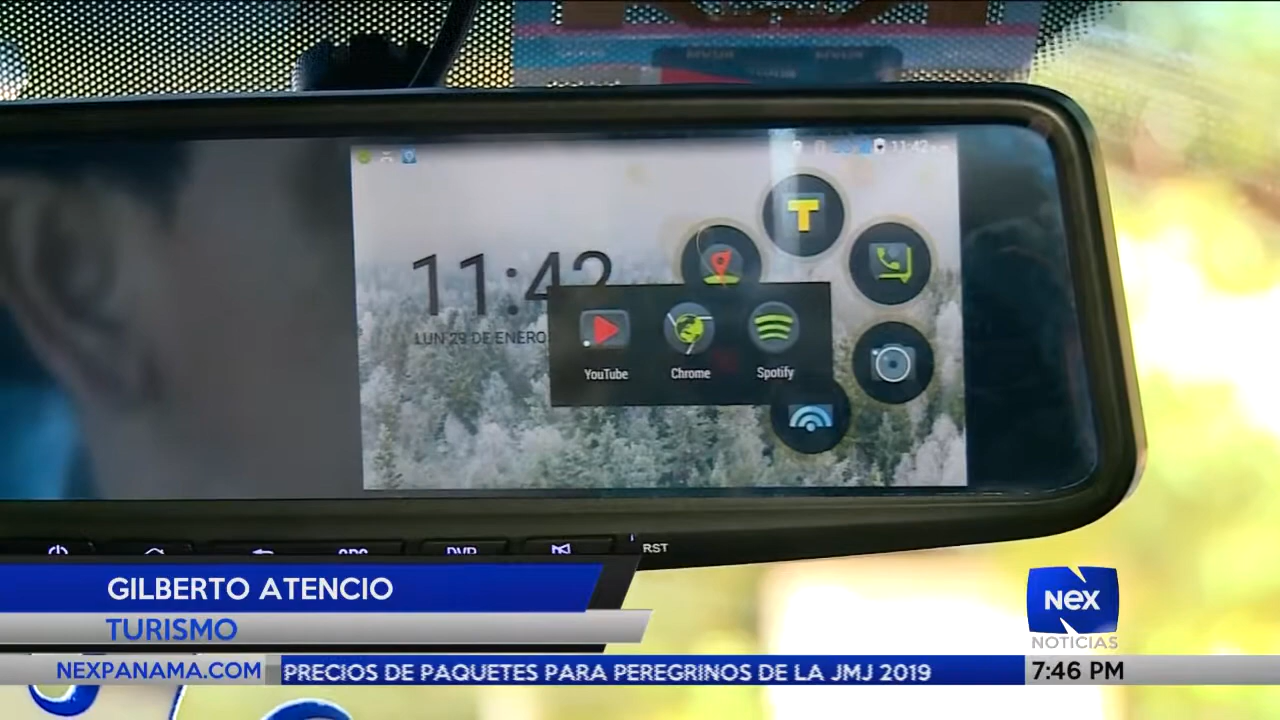 11:42
11:42
LUN 29 DE ENERO
T
YouTube
Chrome
Spotify
DVR
RST
GILBERTO ATENCIO
TURISMO
NEX
NOTICIAS
NEXPANAMA.COM
PRECIOS DE PAQUETES PARA PEREGRINOS DE LA JMJ 2019
7:46 PM